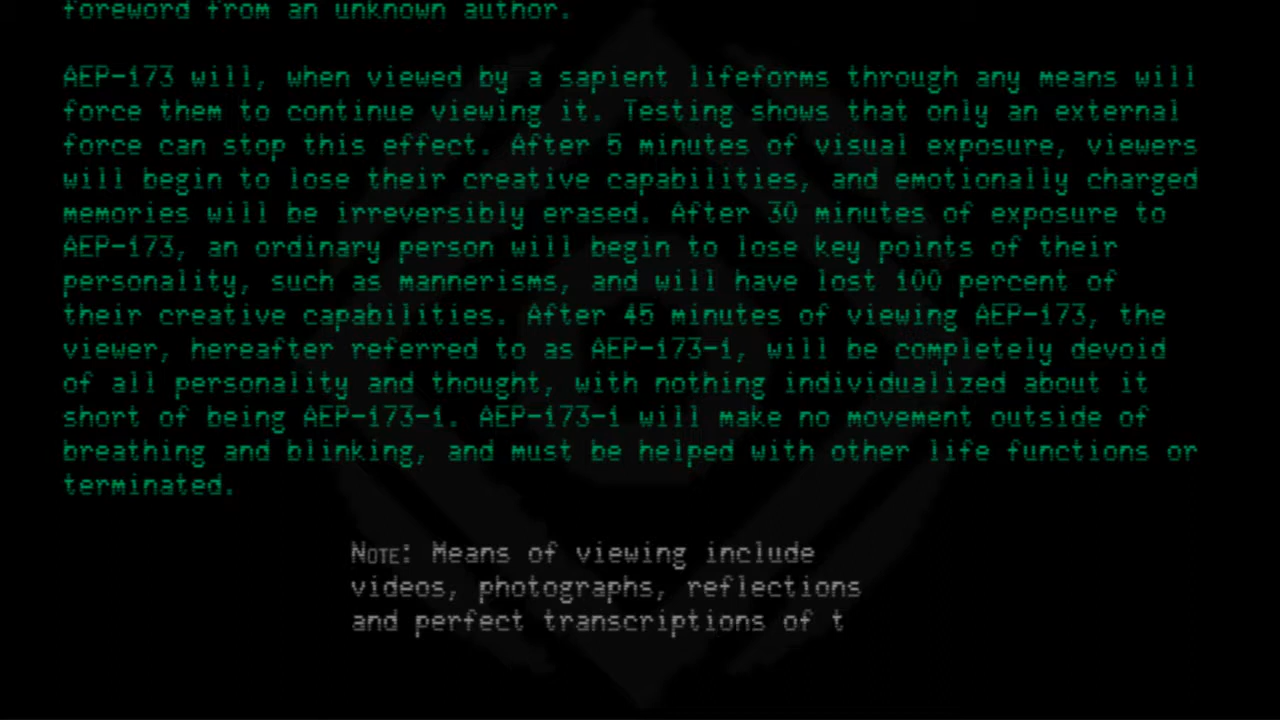 foreword from an unknown author.
AEP-173 will, when viewed by a sapient lifeforms through any means will
force them to continue viewing it. Testing shows that only an external
force can stop this effect. After 5 minutes of visual exposure, viewers
will begin to lose their creative capabilities, and emotionally charged
memories will be irreversibly erased. After 30 minutes of exposure to
AEP-173, an ordinary person will begin to lose key points of their
personality, such as mannerisms, and will have lost 100 percent of
their creative capabilities. After 45 minutes of viewing AEP-173, the
viewer, hereafter referred to as AEP-173-1, will be completely devoid
of all personality and thought, with nothing individualized about it
short of being AEP-173-1. AEP-173-1 will make no movement outside of
breathing and blinking, and must be helped with other life functions or
terminated.
NOTE: Means of viewing include
videos, photographs, reflections
and perfect transcriptions of t